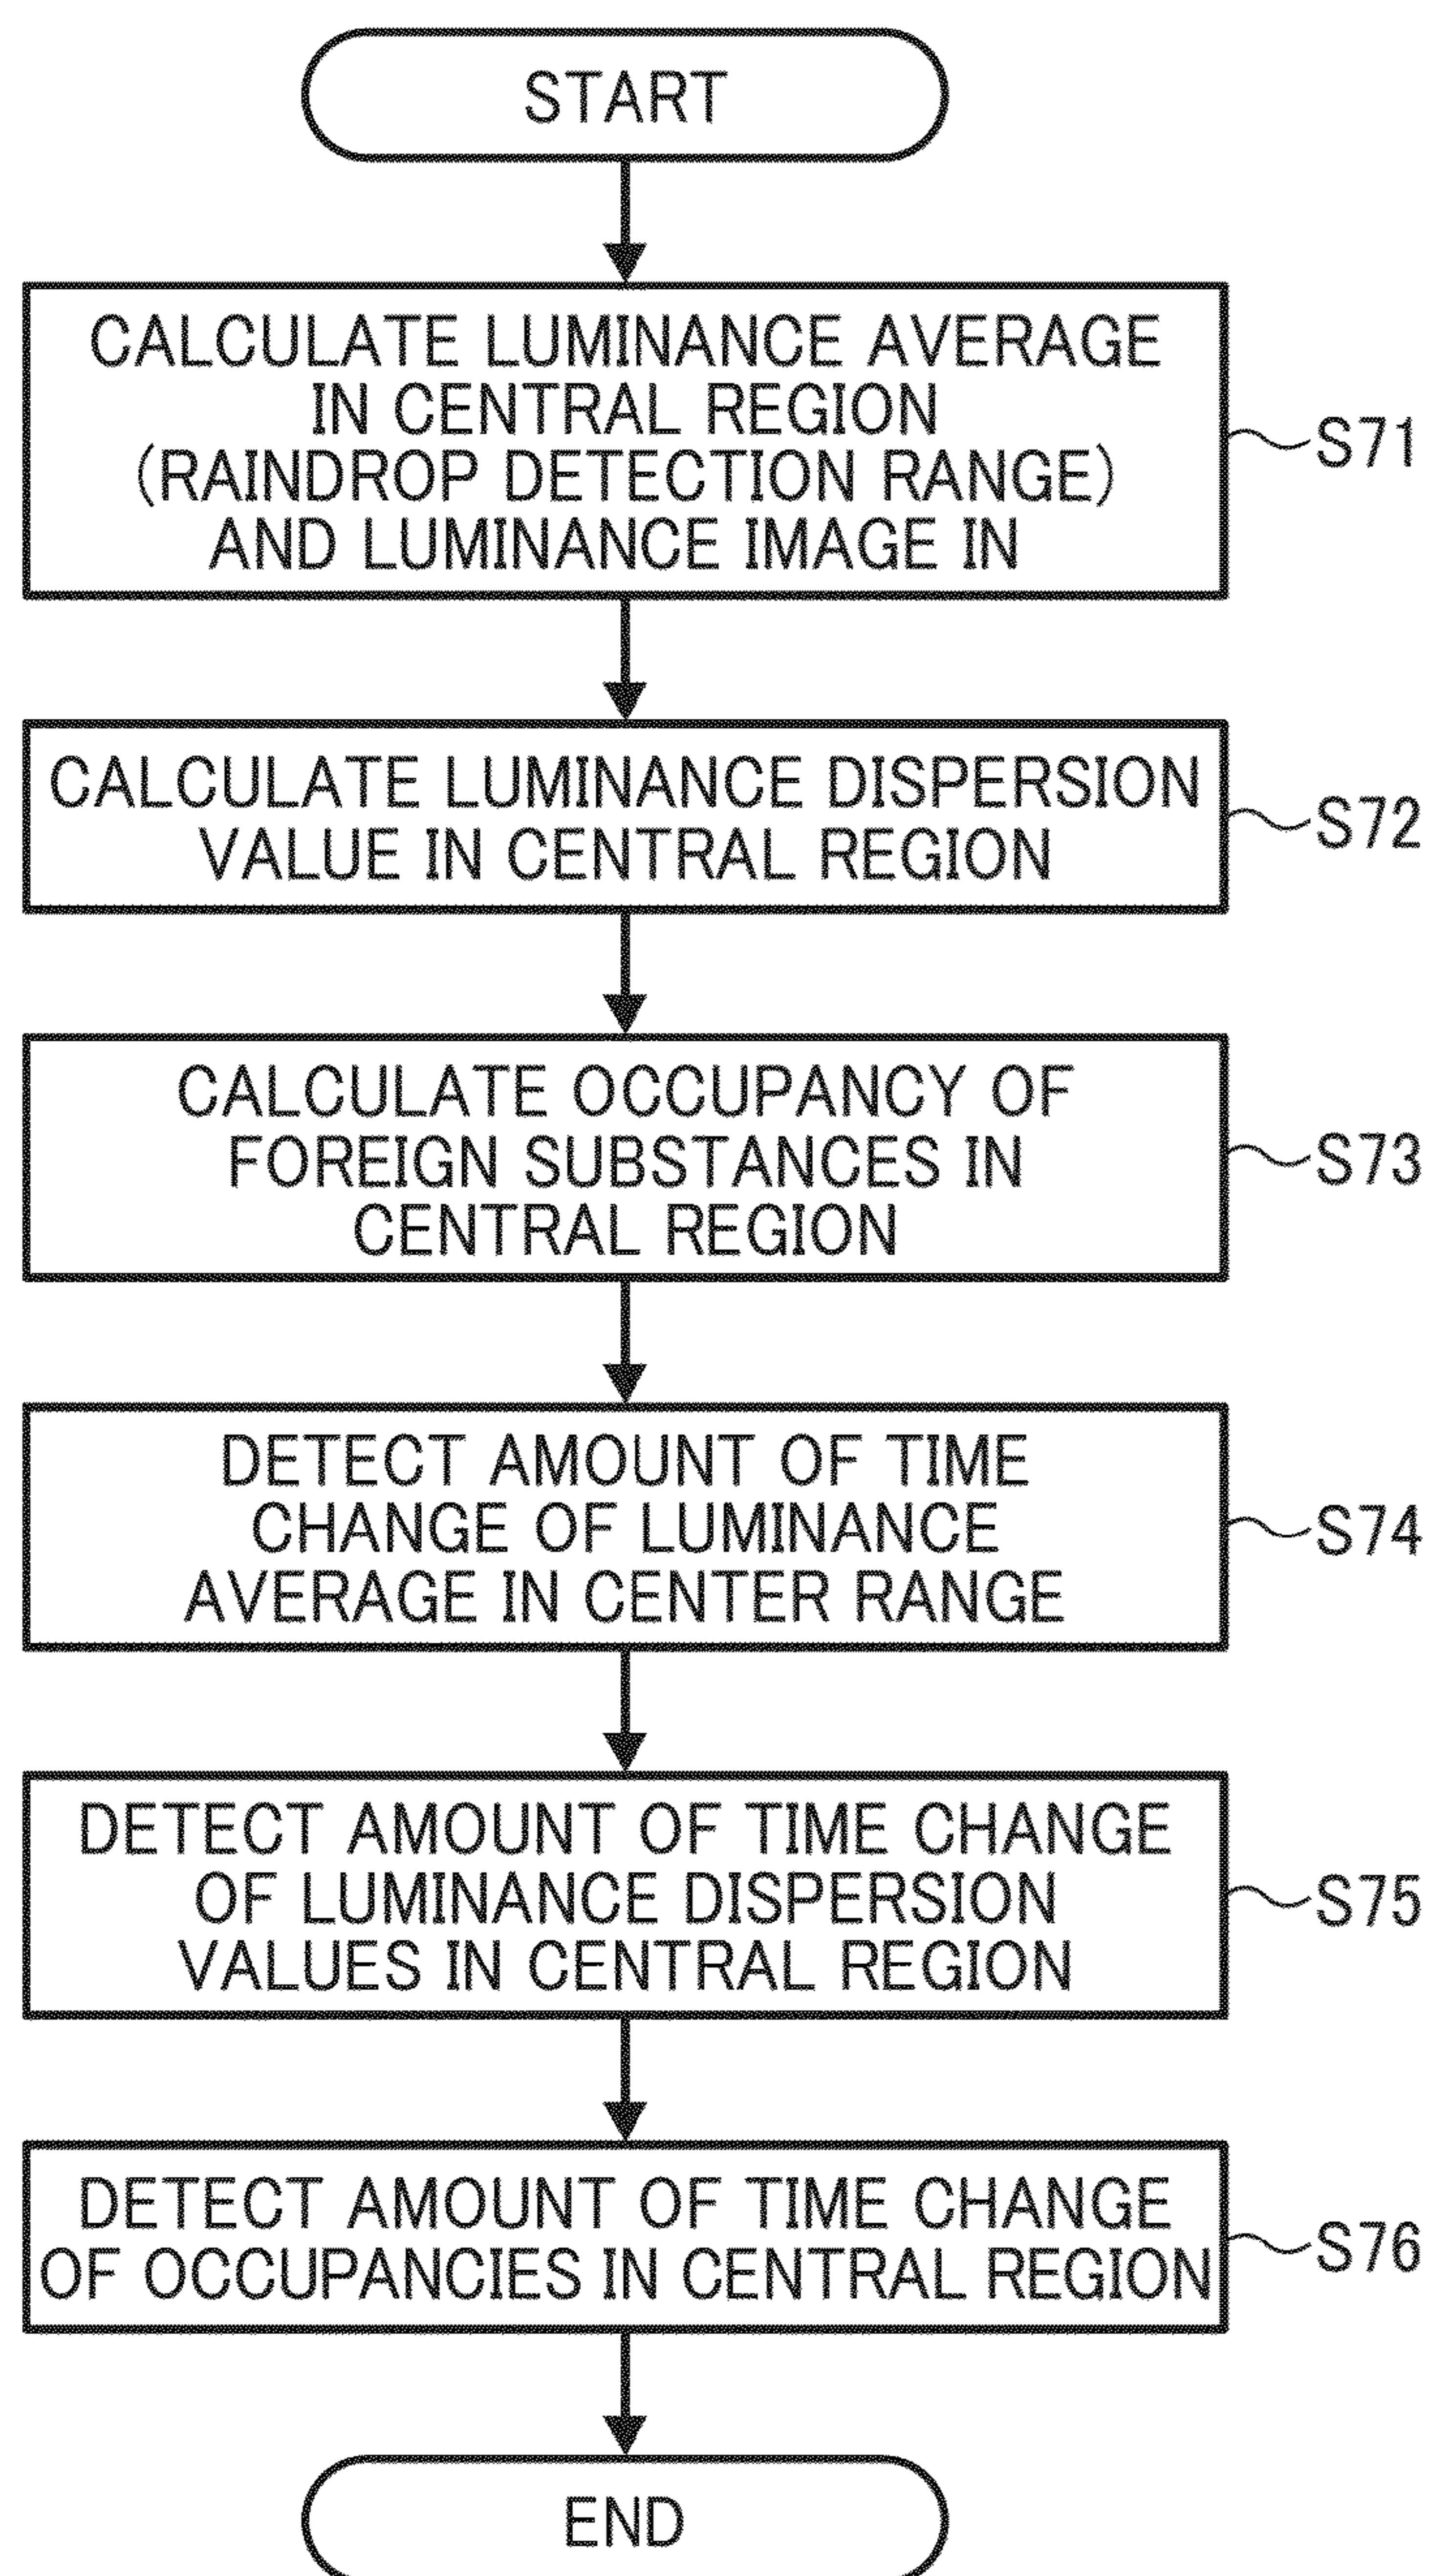 START
CALCULATE LUMINANCE AVERAGE
IN CENTRAL REGION
(RAINDROP DETECTION RANGE)
AND LUMINANCE IMAGE IN
S71
CALCULATE LUMINANCE DISPERSION
VALUE IN CENTRAL REGION
S72
CALCULATE OCCUPANCY OF
FOREIGN SUBSTANCES IN
CENTRAL REGION
S73
DETECT AMOUNT OF TIME
CHANGE OF LUMINANCE
AVERAGE IN CENTER RANGE
S74
DETECT AMOUNT OF TIME CHANGE
OF LUMINANCE DISPERSION
VALUES IN CENTRAL REGION
S75
DETECT AMOUNT OF TIME CHANGE
OF OCCUPANCIES IN CENTRAL REGION
S76
END